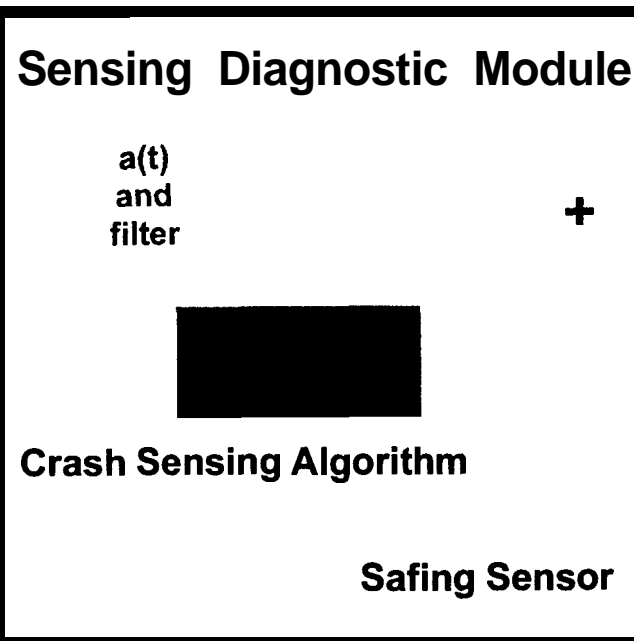 Sensing Diagnostic Module
a(t)
and
filter
+
Crash Sensing Algorithm
Safing Sensor